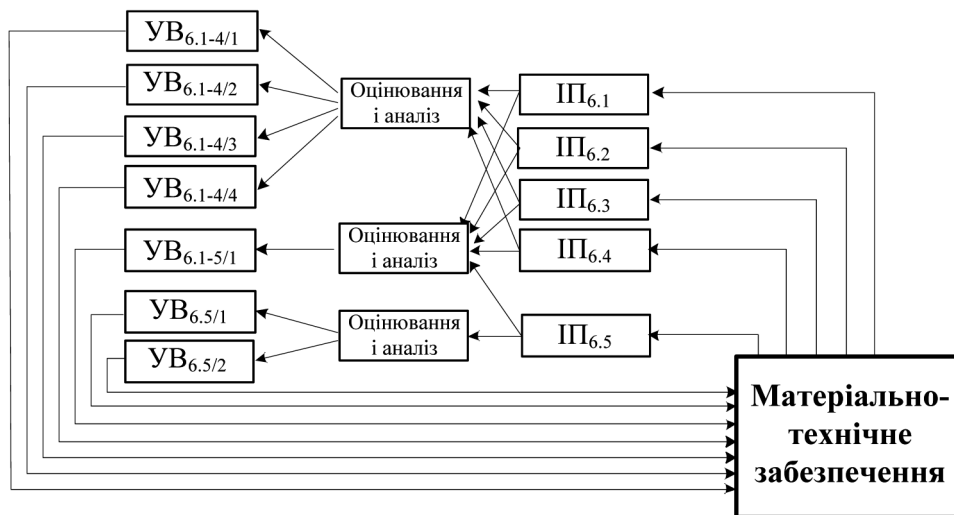 УВ6.1-4/1
УВ6.1-4/2
УВ6.1-4/3
УВ6.1-4/4
УВ6.1-5/1
УВ6.5/1
УВ6.5/2
Оцінювання
і аналіз
Оцінювання
і аналіз
Оцінювання
і аналіз
ІП6.1
ІП6.2
ІП6.3
ІП6.4
ІП6.5
Матеріально-
технічне
забезпечення